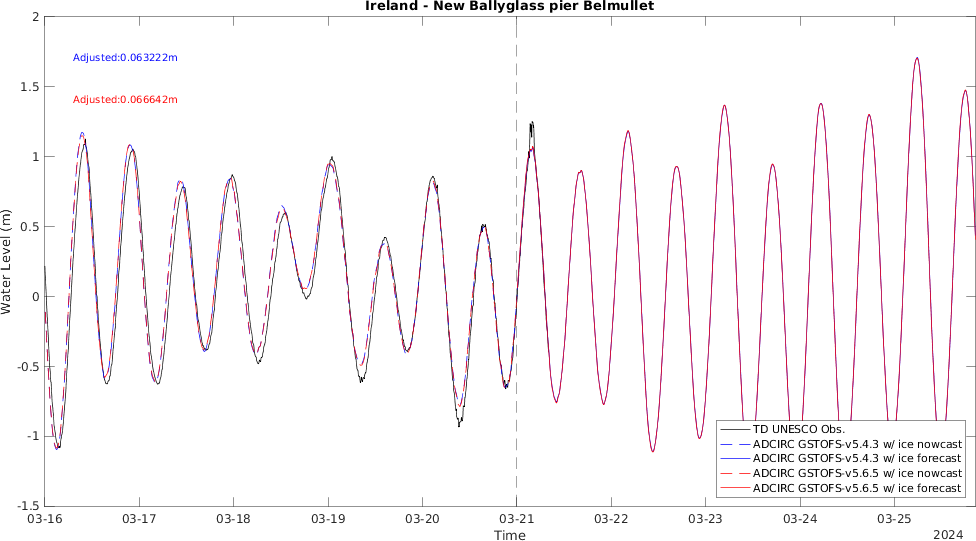 Ireland - New Ballyglass pier Belmullet
2
1.5
1
0.5
0
-0.5
-1
-1.5
Water Level (m)
Adjusted:0.063222m
Adjusted:0.066642m
TD UNESCO Obs.
ADCIRC GSTOFS-v5.4.3 w/ ice nowcast
ADCIRC GSTOFS-v5.4.3 w/ ice forecast
ADCIRC GSTOFS-v5.6.5 w/ ice nowcast
ADCIRC GSTOFS-v5.6.5 w/ ice forecast
03-16 03-17 03-18 03-19 03-20 03-21 03-22 03-23 03-24 03-25
Time
2024